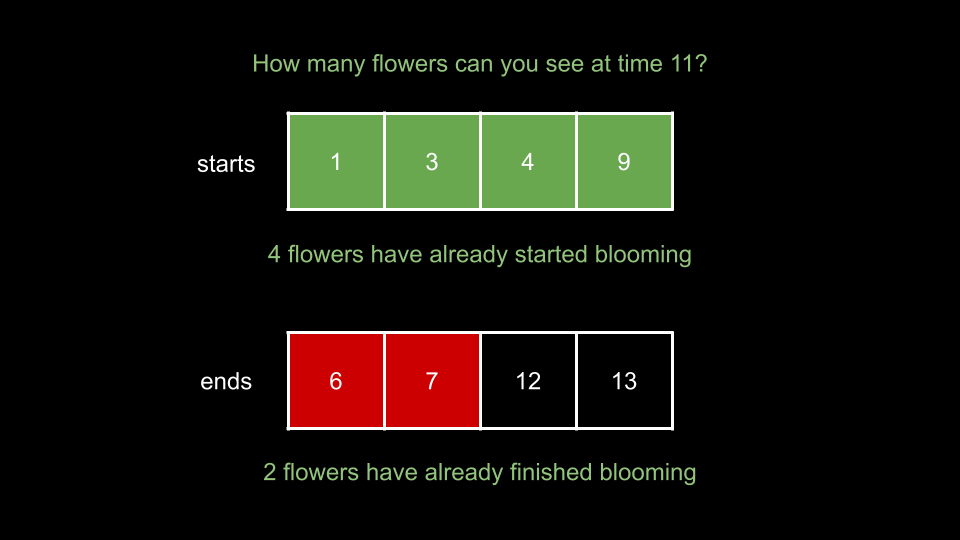 How many flowers can you see at time 11?
starts 1 3 4 9
4 flowers have already started blooming
ends 6 7 12 13
2 flowers have already finished blooming